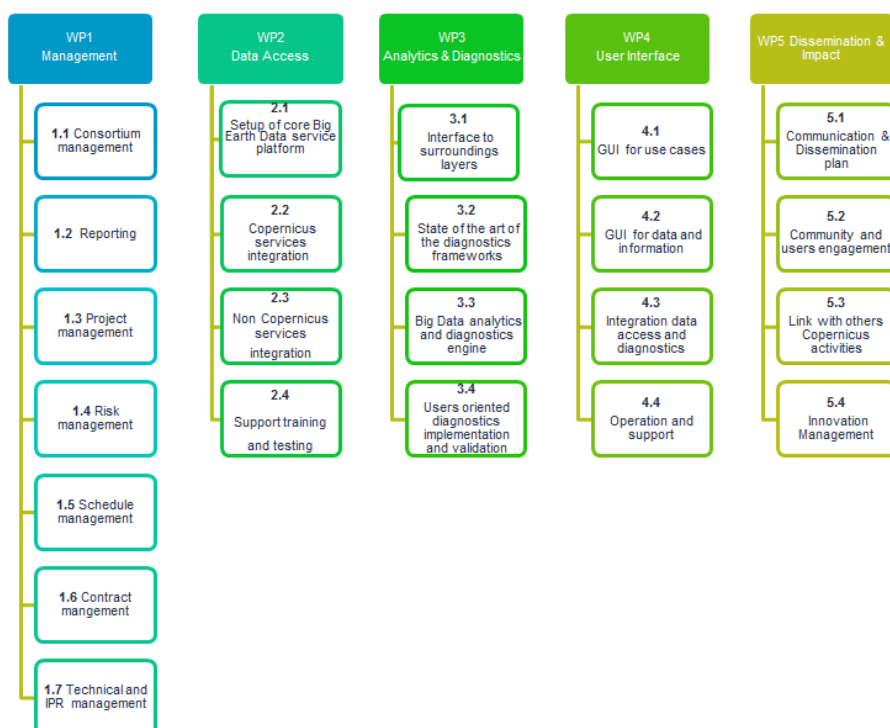 WP1
Management
1.1 Consortium
management
1.2 Reporting
1.3 Project
management
1.4 Risk
management
1.5 Schedule
management
1.6 Contract
mangement
1.7 Technical and
IPR management
WP2
Data Access
2.1
Setup of core Big
Earth Data service
platform
2.2
Copernicus
services
integration
2.3
Non Copernicus
services
integration
2.4
Support training
and testing
WP3
Analytics & Diagnostics
3.1
Interface to
surroundings
layers
3.2
State of the art of
the diagnostics
frameworks
3.3
Big Data analytics
and diagnostics
engine
3.4
Users oriented
diagnostics
implementation
and validation
WP4
User Interface
4.1
GUI for use cases
4.2
GUI for data and
information
4.3
Integration data
access and
diagnostics
4.4
Operation and
support
WP5 Dissemination &
Impact
5.1
Communication &
Dissemination
plan
5.2
Community and
users engagement
5.3
Link with others
Copernicus
activities
5.4
Innovation
Management